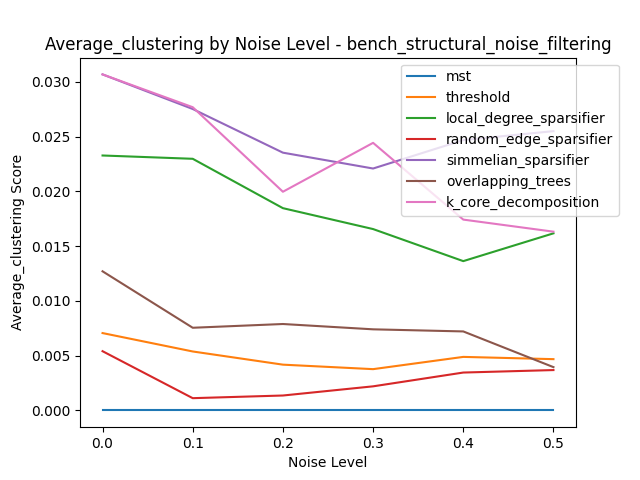 Average_clustering by Noise Level - bench_structural_noise_filtering
Average_clustering Score
0.030
0.025
0.020
0.015
0.010
0.005
0.000
mst
threshold
local_degree_sparsifier
random_edge_sparsifier
simmelian_sparsifier
overlapping_trees
k_core_decomposition
0.0 0.1 0.2 0.3 0.4 0.5
Noise Level